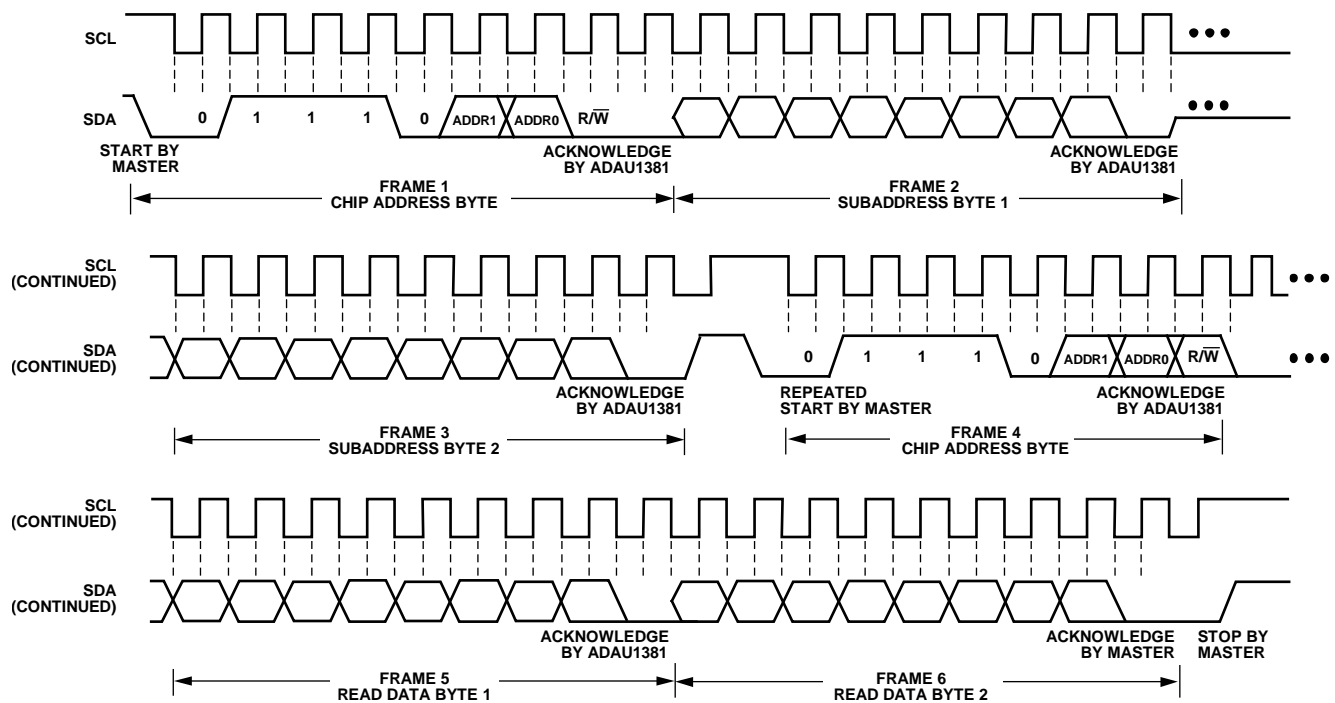 SCL
SDA
0 1 1 1 0 ADDR1 ADDR0 R/W̅
START BY
MASTER
ACKNOWLEDGE
BY ADAU1381
ACKNOWLEDGE
BY ADAU1381
FRAME 1
CHIP ADDRESS BYTE
FRAME 2
SUBADDRESS BYTE 1
SCL
(CONTINUED)
SDA
(CONTINUED)
0 1 1 1 0 ADDR1 ADDR0 R/W̅
ACKNOWLEDGE
BY ADAU1381
REPEATED
START BY MASTER
ACKNOWLEDGE
BY ADAU1381
FRAME 3
SUBADDRESS BYTE 2
FRAME 4
CHIP ADDRESS BYTE
SCL
(CONTINUED)
SDA
(CONTINUED)
ACKNOWLEDGE
BY ADAU1381
ACKNOWLEDGE
BY MASTER
STOP BY
MASTER
FRAME 5
READ DATA BYTE 1
FRAME 6
READ DATA BYTE 2